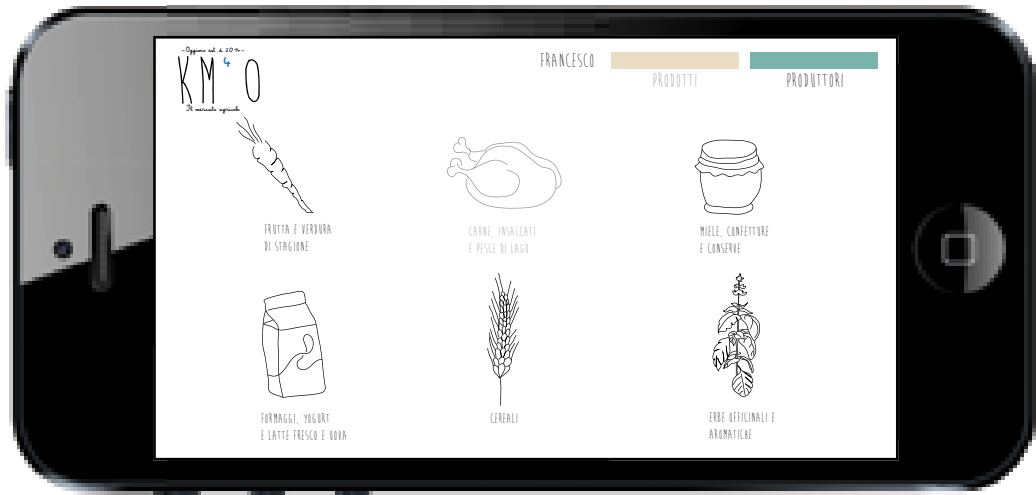 KM 4 0
Il mercato agricolo
FRANCESCO
PRODOTTI
PRODUTTORI
FRUTTA E VERDURA
DI STAGIONE
CARNE, INSACCATI
E PESCE DI LAGO
MIELE, CONFETTURE
E CONSERVE
FORMAGGI, YOGURT
E LATTE FRESCO E UOVA
CEREALI
ERBE OFFICINALI E
AROMATICHE